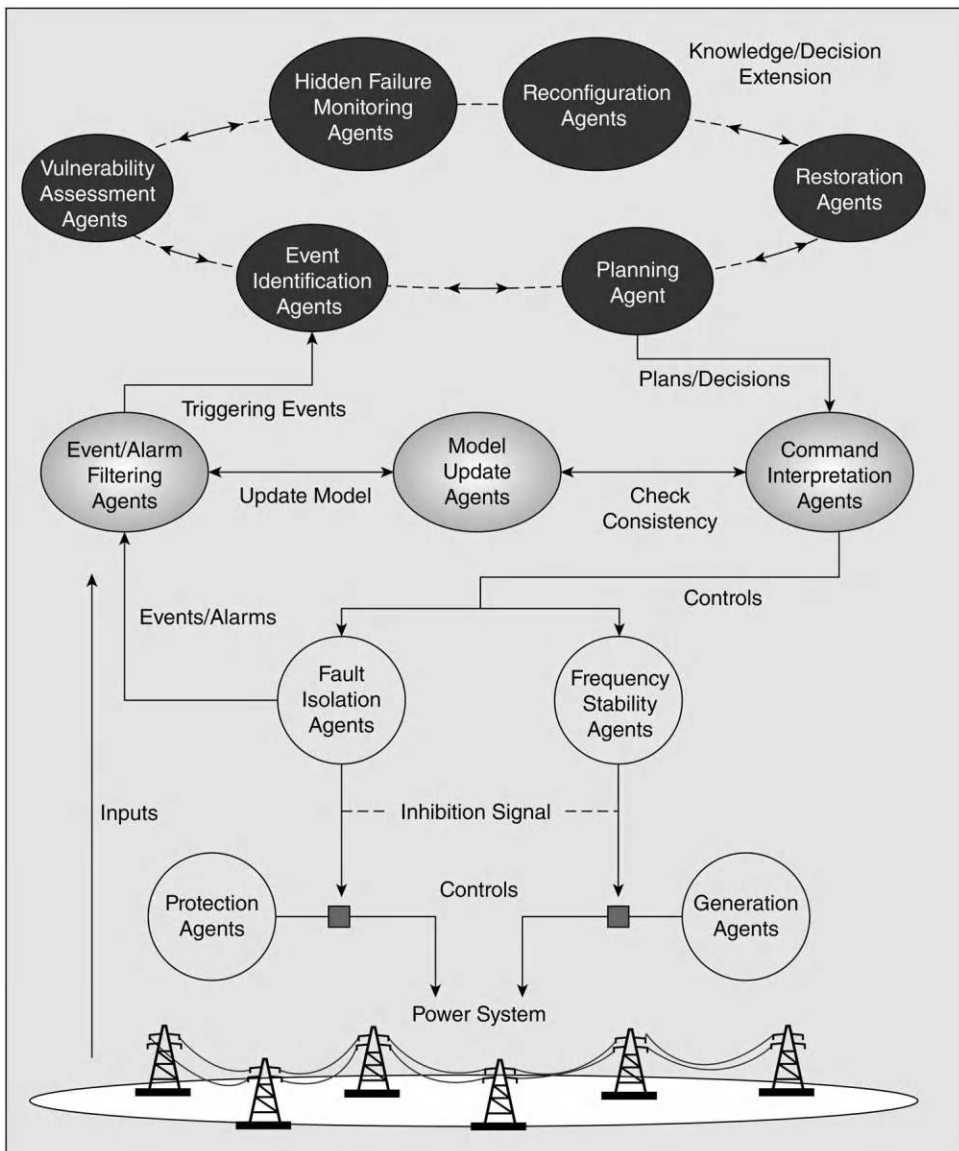 Knowledge/Decision
Extension
Hidden Failure
Monitoring
Agents
Reconfiguration
Agents
Vulnerability
Assessment
Agents
Restoration
Agents
Event
Identification
Agents
Planning
Agent
Plans/Decisions
Triggering Events
Event/Alarm
Filtering
Agents
Update Model
Model
Update
Agents
Check
Consistency
Command
Interpretation
Agents
Events/Alarms
Controls
Fault
Isolation
Agents
Frequency
Stability
Agents
Inputs
Inhibition Signal
Protection
Agents
Controls
Generation
Agents
Power System